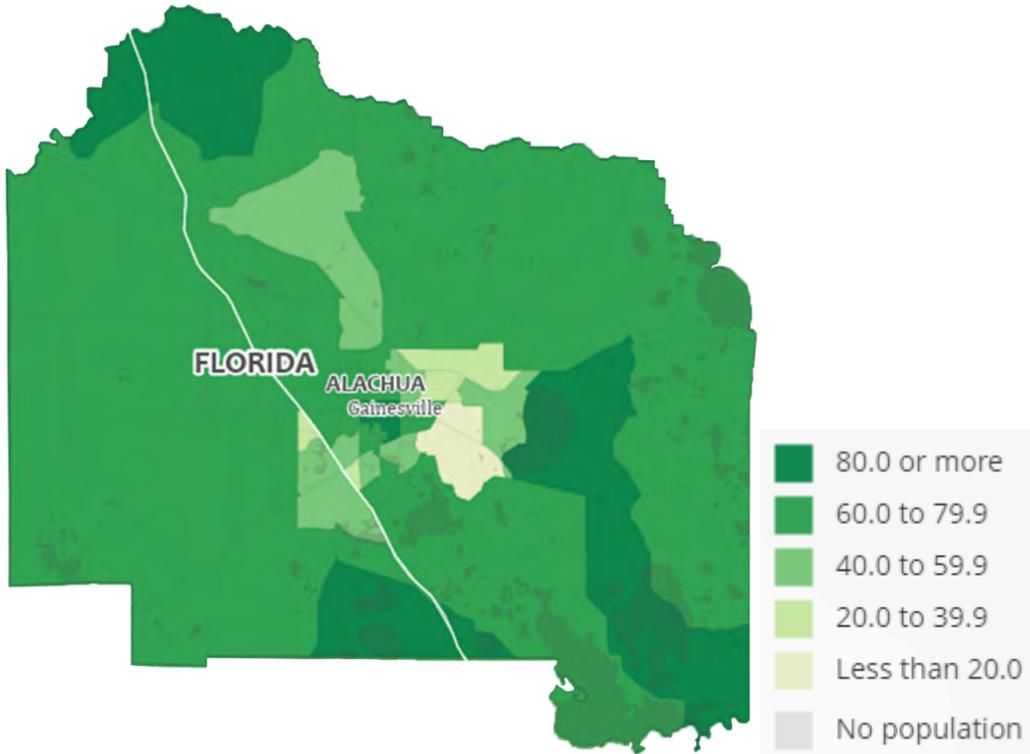 FLORIDA
ALACHUA
Gainesville
80.0 or more
60.0 to 79.9
40.0 to 59.9
20.0 to 39.9
Less than 20.0
No population